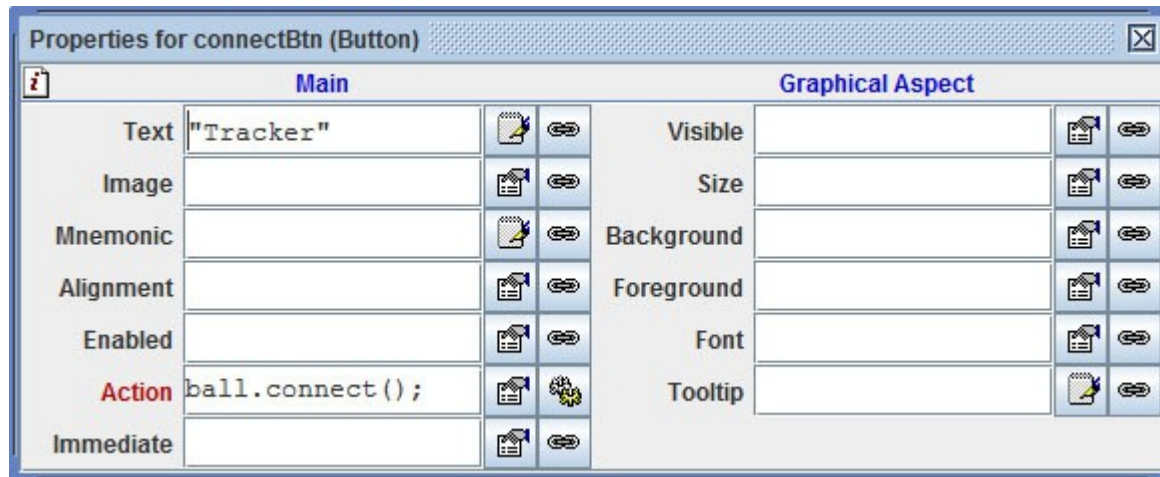 Properties for connectBtn (Button)
i Main Graphical Aspect
Text "Tracker" Visible
Image Size
Mnemonic Background
Alignment Foreground
Enabled Font
Action ball.connect(); Tooltip
Immediate